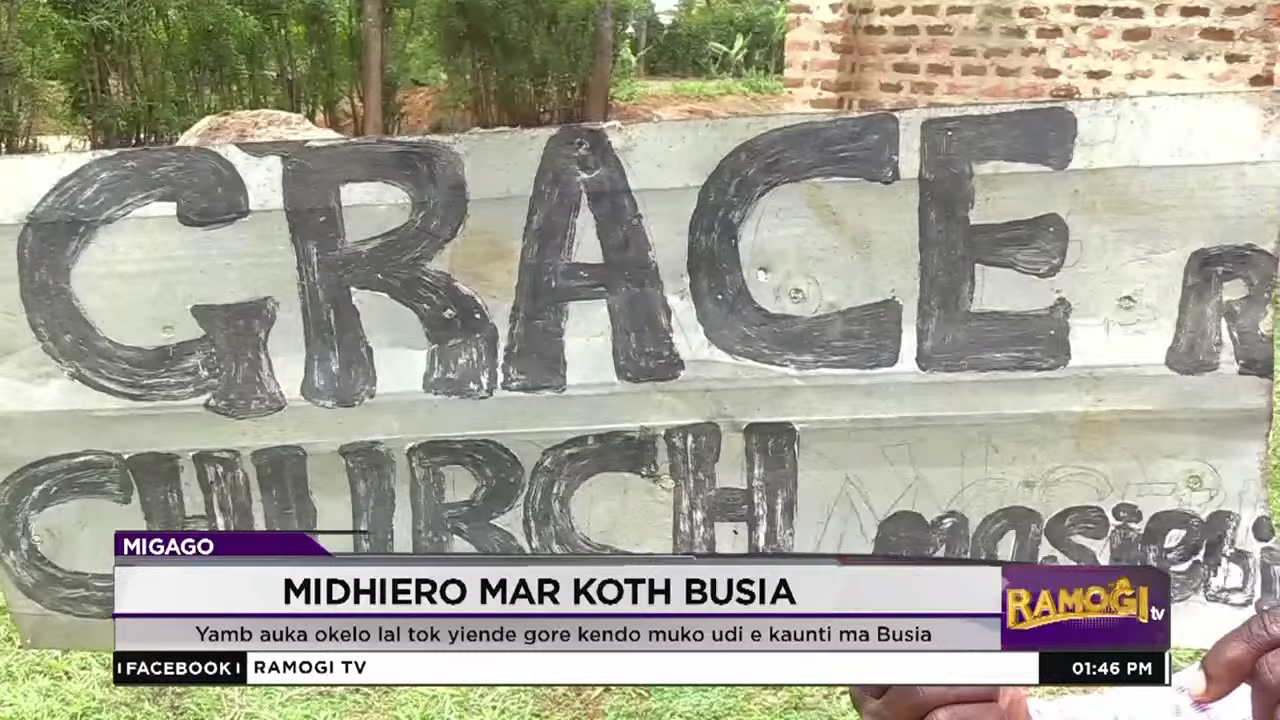 GRACE R
CHURCH masiebi
MIGAGO
MIDHIERO MAR KOTH BUSIA
Yamb auka okelo lal tok yiende gore kendo muko udi e kaunti ma Busia
RAMOGI tv
FACEBOOK RAMOGI TV
01:46 PM